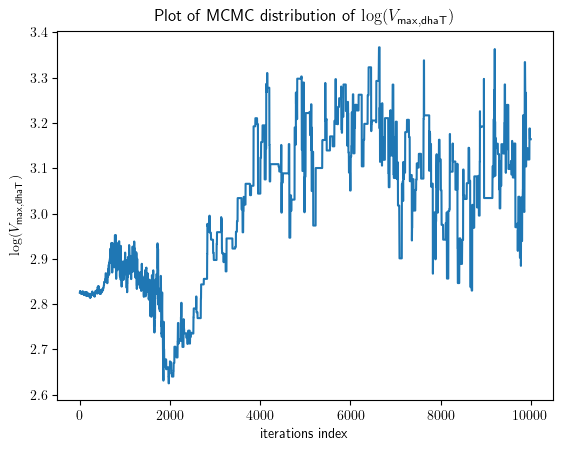 Plot of MCMC distribution of log(V_max,dhaT)
3.4
3.3
3.2
3.1
3.0
2.9
2.8
2.7
2.6
log(V_max,dhaT)
0 2000 4000 6000 8000 10000
iterations index